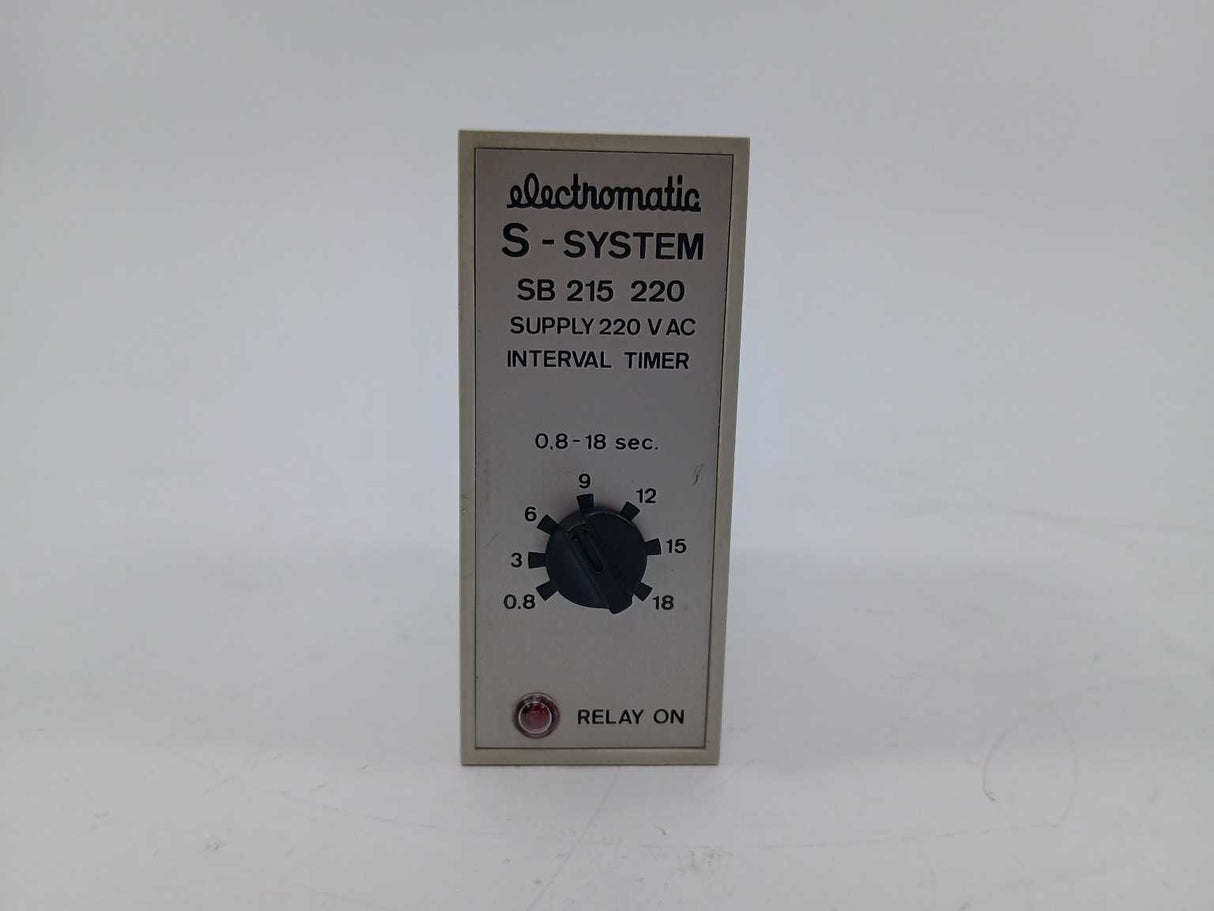 electromatic
S - SYSTEM
SB 215 220
SUPPLY 220 V AC
INTERVAL TIMER
0,8-18 sec.
9
6 12
3 15
0.8 18
RELAY ON